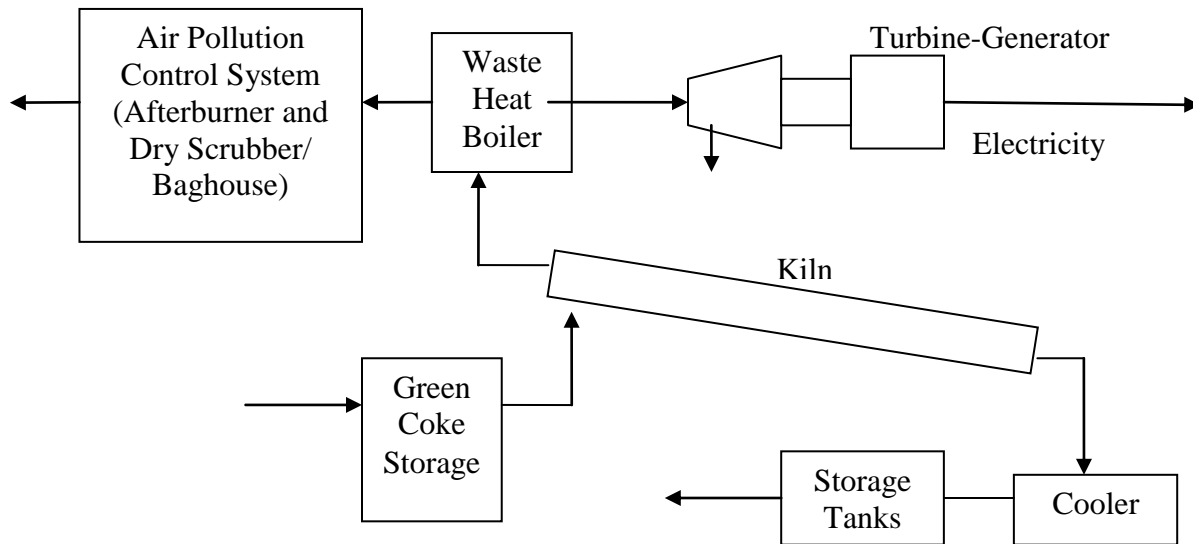 Air Pollution
Control System
(Afterburner and
Dry Scrubber/
Baghouse)
Waste
Heat
Boiler
Turbine-Generator
Electricity
Kiln
Green
Coke
Storage
Storage
Tanks
Cooler